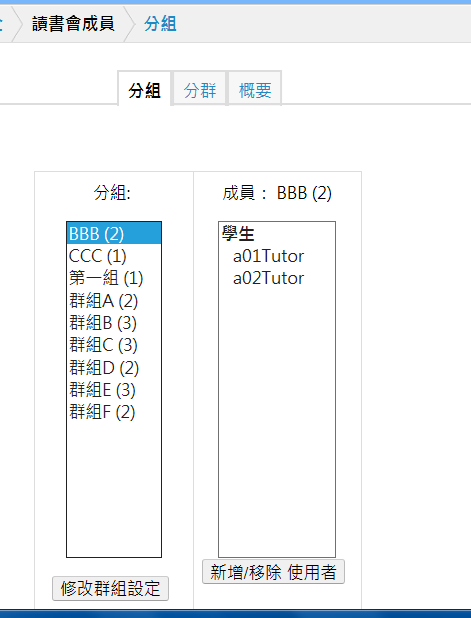 讀書會成員 分組
分組 分群 概要
分組:
BBB (2)
CCC (1)
第一組 (1)
群組A (2)
群組B (3)
群組C (3)
群組D (2)
群組E (3)
群組F (2)
修改群組設定
成員： BBB (2)
學生
a01Tutor
a02Tutor
新增/移除 使用者